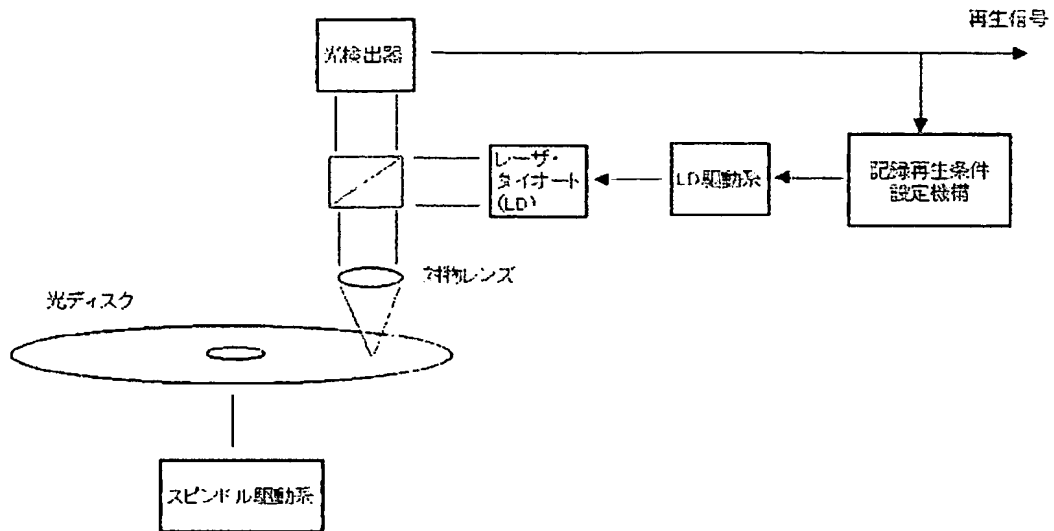 再生信号
光検出器
レーザ・
ダイオード
(LD)
LD駆動系
記録再生条件
設定機構
対物レンズ
光ディスク
スピンドル駆動系